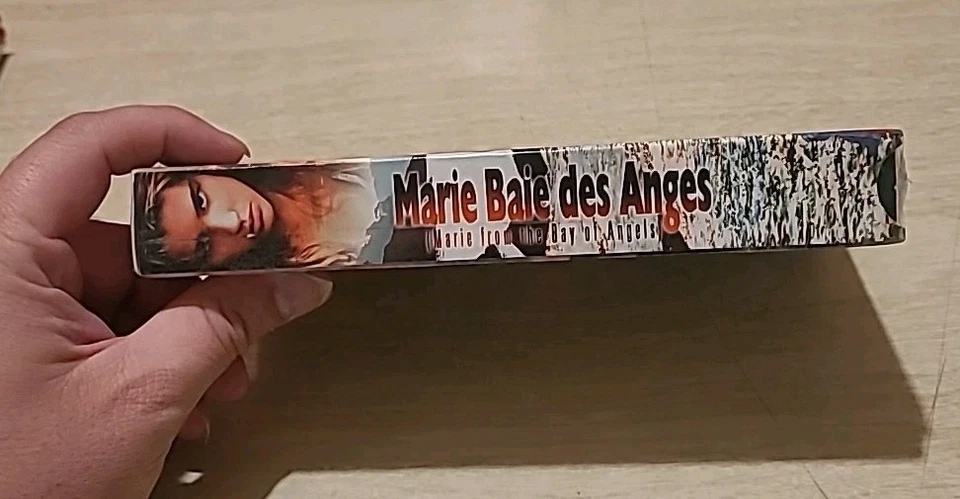 Marie Baie des Anges
(Marie from the Bay of Angels)